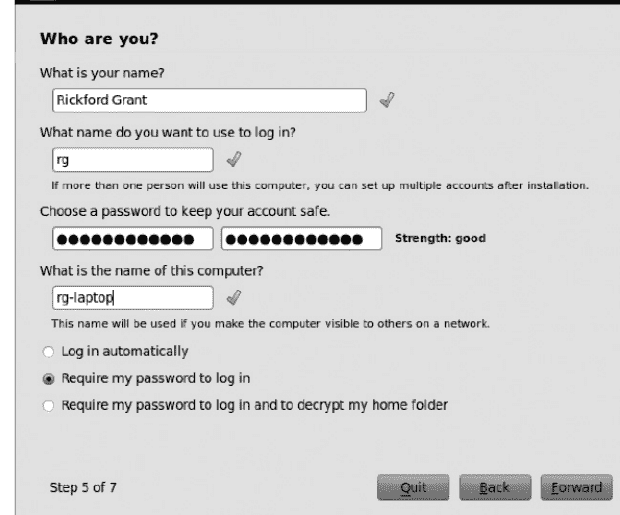 Who are you?
What is your name?
Rickford Grant
What name do you want to use to log in?
rg
If more than one person will use this computer, you can set up multiple accounts after installation.
Choose a password to keep your account safe.
●●●●●●●●●●●● ●●●●●●●●●●●● Strength: good
What is the name of this computer?
rg-laptop
This name will be used if you make the computer visible to others on a network.
Log in automatically
Require my password to log in
Require my password to log in and to decrypt my home folder
Step 5 of 7 Quit Back Forward